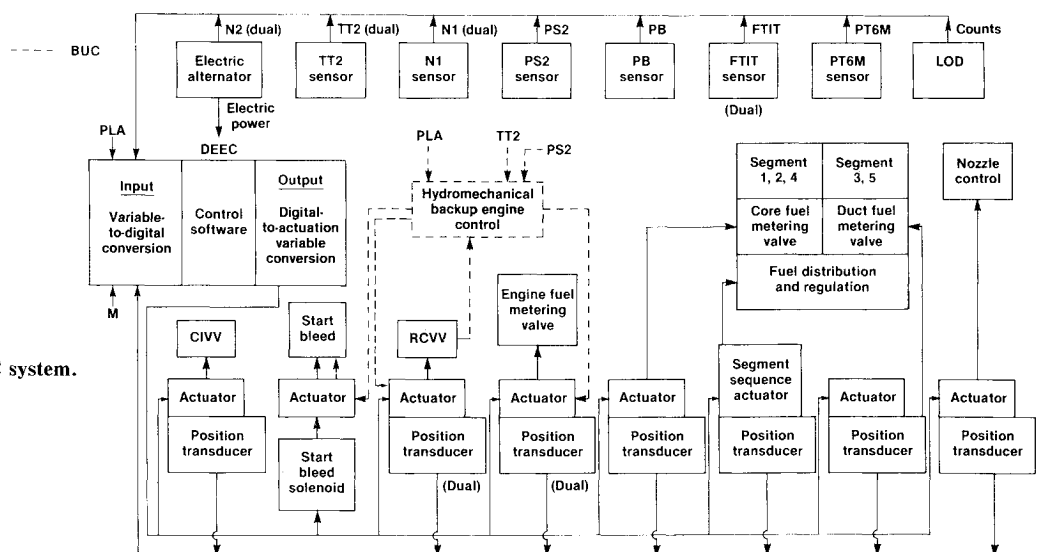 BUC
N2 (dual)
TT2 (dual)
N1 (dual)
PS2
PB
FTIT
PT6M
Counts
Electric
alternator
TT2
sensor
N1
sensor
PS2
sensor
PB
sensor
FTIT
sensor
PT6M
sensor
LOD
(Dual)
Electric
power
PLA
DEEC
Input
Variable-
to-digital
conversion
Control
software
Output
Digital-
to-actuation
variable
conversion
M
PLA
TT2
PS2
Hydromechanical
backup engine
control
Segment
1, 2, 4
Segment
3, 5
Core fuel
metering
valve
Duct fuel
metering
valve
Fuel distribution
and regulation
Nozzle
control
CIVV
Start
bleed
RCVV
Engine fuel
metering
valve
system.
Actuator
Position
transducer
Actuator
Start
bleed
solenoid
Actuator
Position
transducer
(Dual)
Actuator
Position
transducer
(Dual)
Actuator
Position
transducer
Segment
sequence
actuator
Position
transducer
Actuator
Position
transducer
Actuator
Position
transducer